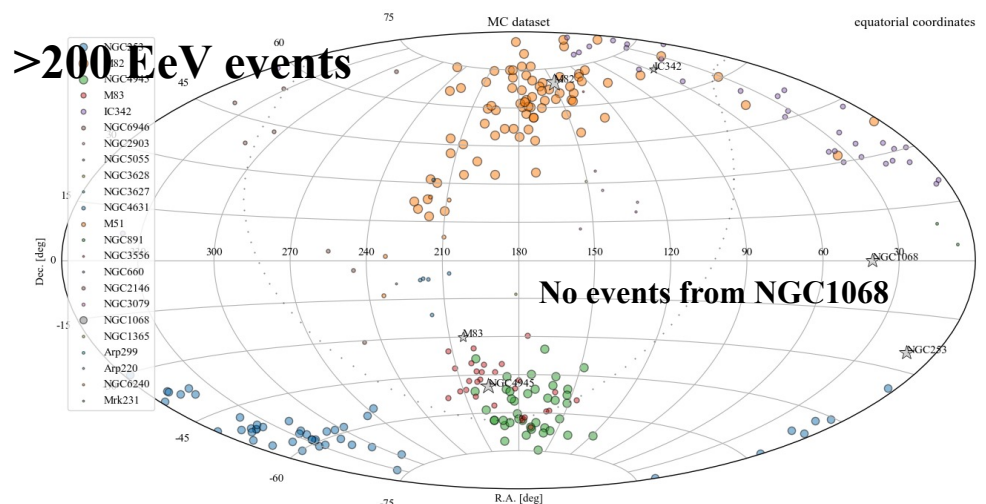 MC dataset
equatorial coordinates
>200 EeV events
NGC253
M82
NGC4945
M83
IC342
NGC6946
NGC2903
NGC5055
NGC3628
NGC3627
NGC4631
M51
NGC891
NGC3556
NGC660
NGC2146
NGC3079
NGC1068
NGC1365
Arp299
Arp220
NGC6240
Mrk231
75
60
45
15
0
-15
-45
-60
-75
Dec. [deg]
300
270
240
210
180
150
120
90
60
30
M82
IC342
NGC1068
No events from NGC1068
M83
NGC253
NGC4945
R.A. [deg]